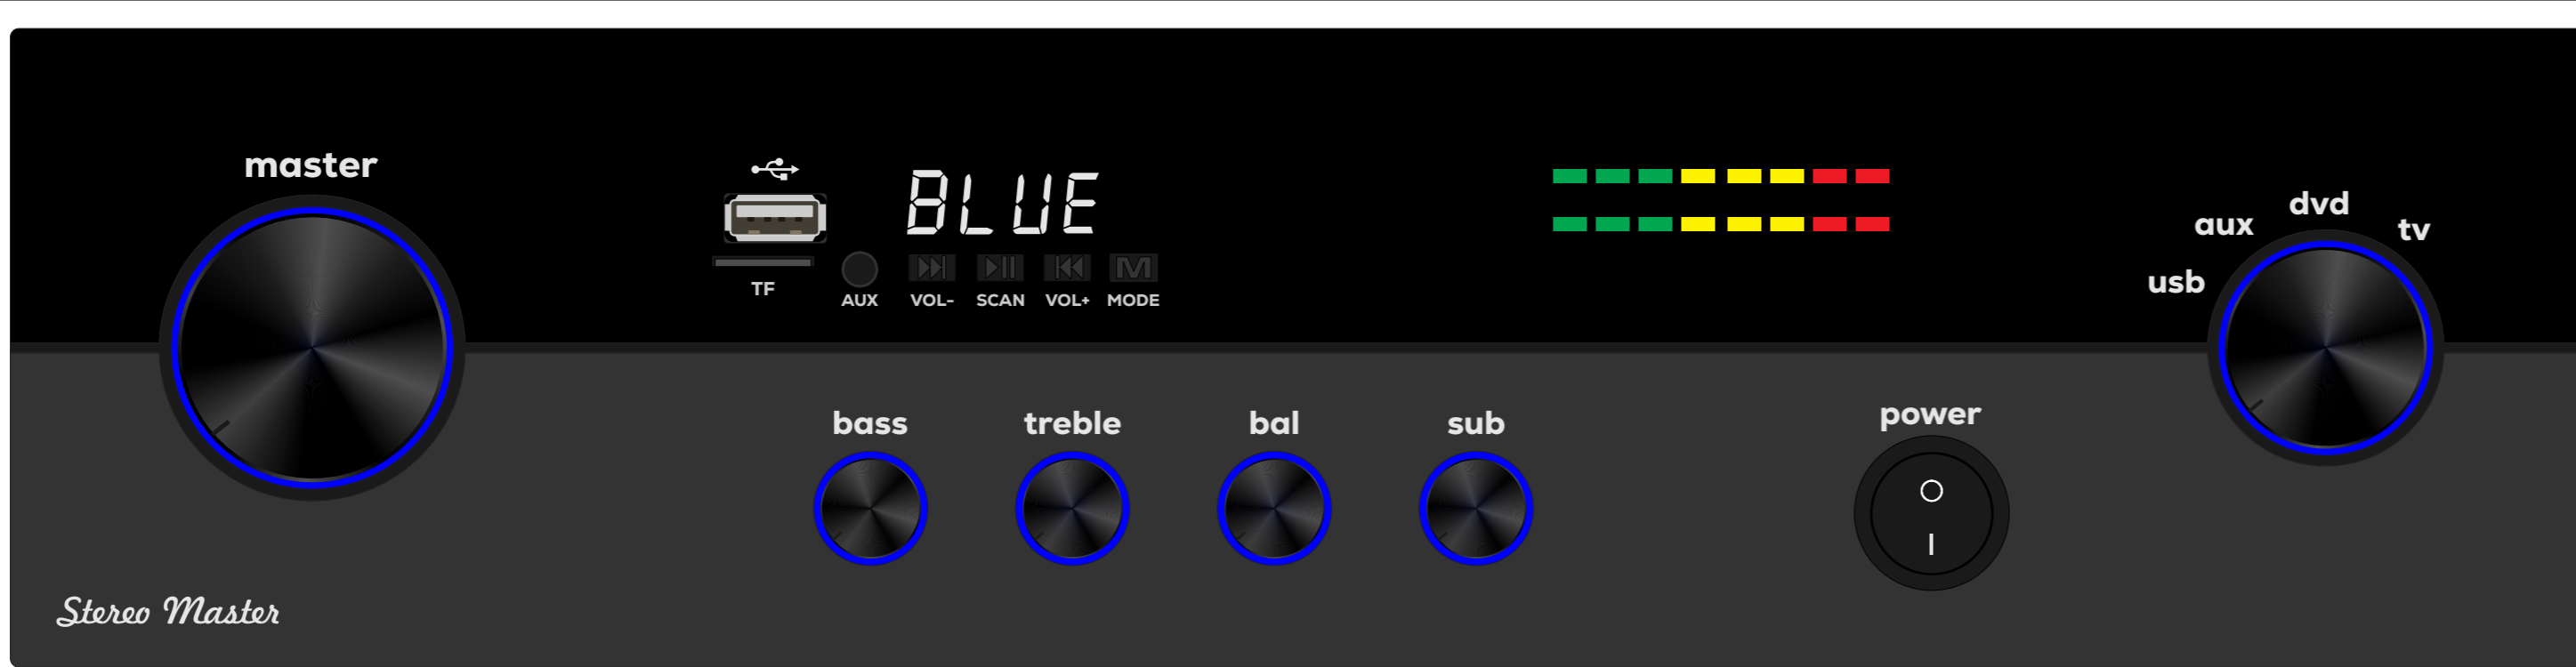 master
BLUE
dvd
aux
tv
usb
TF
AUX
VOL-
SCAN
VOL+
M
MODE
bass
treble
bal
sub
power
O
I
Stereo Master